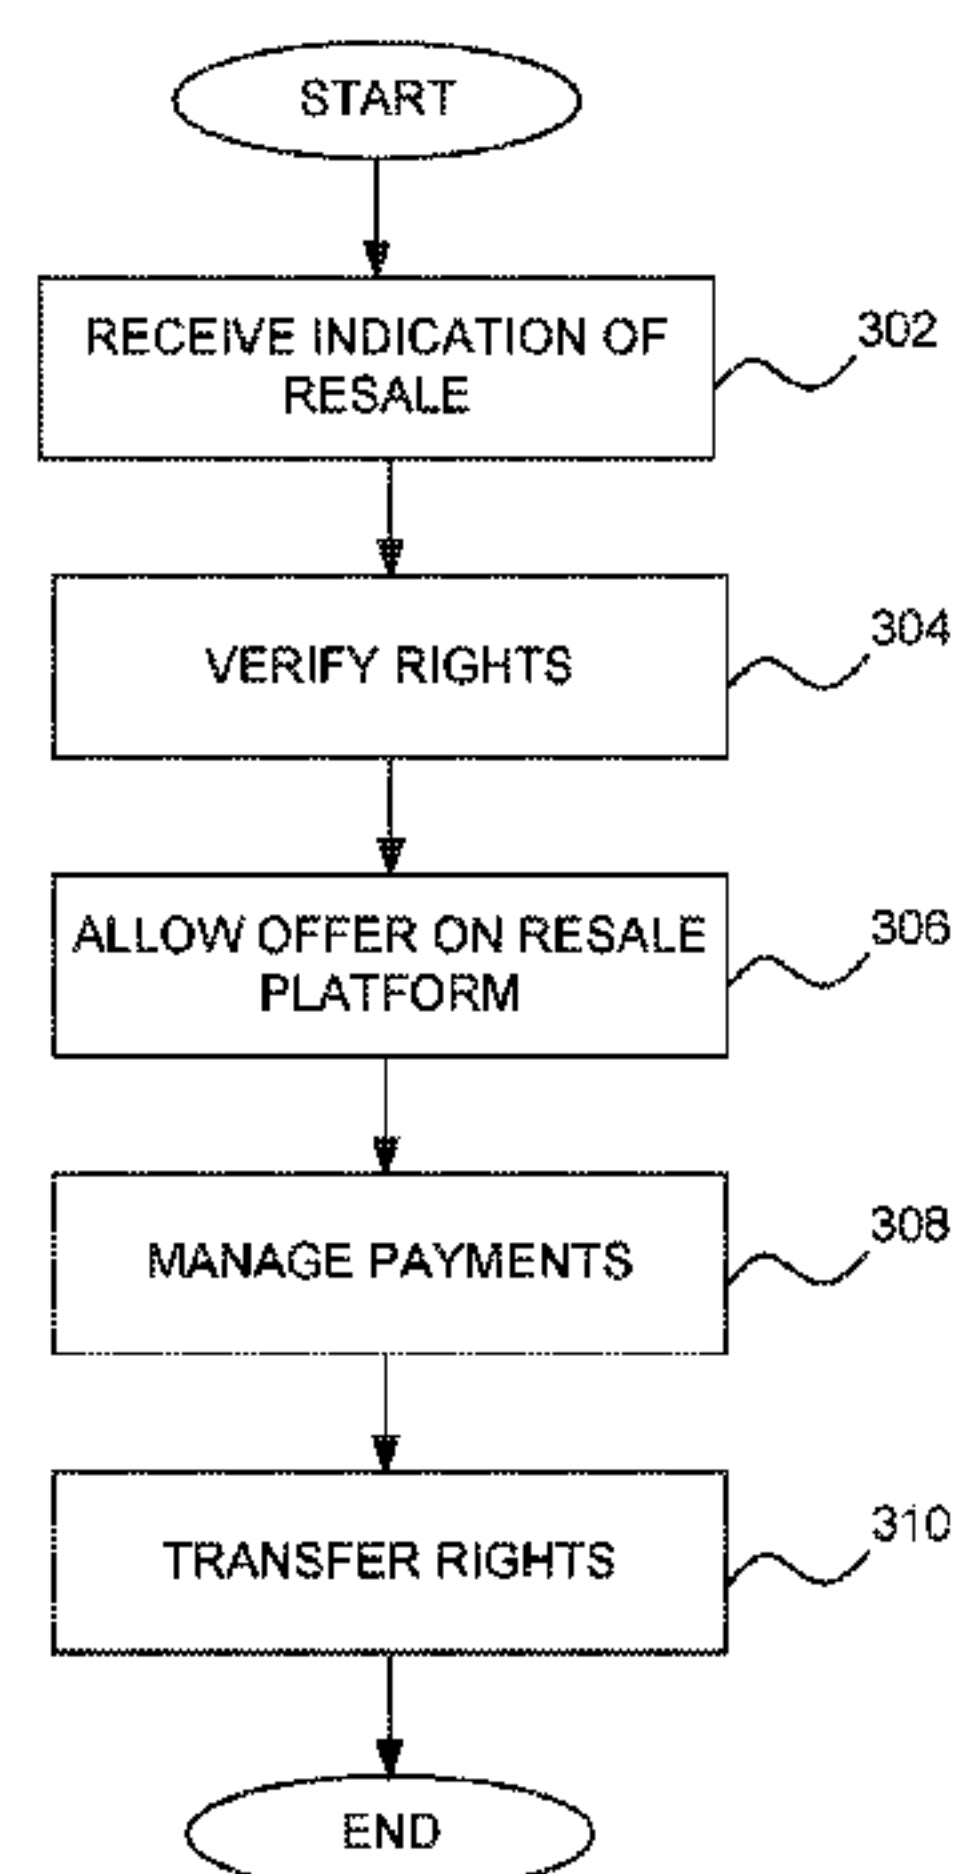 START
RECEIVE INDICATION OF
RESALE
302
VERIFY RIGHTS
304
ALLOW OFFER ON RESALE
PLATFORM
306
MANAGE PAYMENTS
308
TRANSFER RIGHTS
310
END